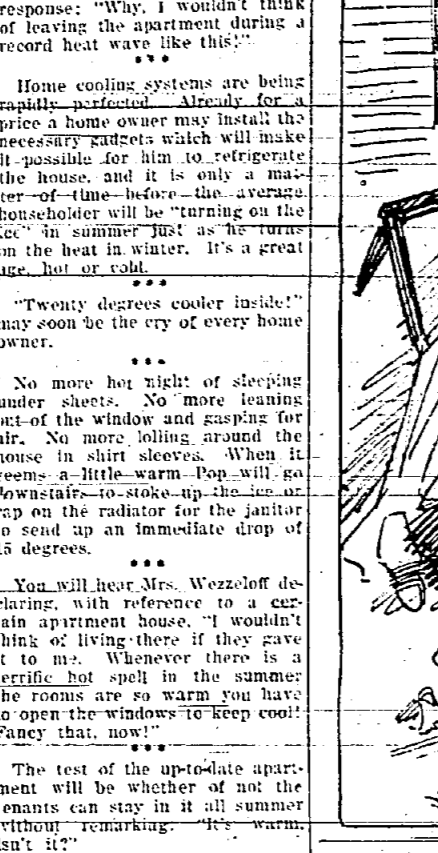 response: "Why, I wouldn't think
of leaving the apartment during a
record heat wave like this!"
***
Home cooling systems are being
rapidly perfected. Already for a
price a home owner may install the
necessary gadgets which will make
it possible for him to refrigerate
the house, and it is only a mat-
ter of time before the average
householder will be "turning on the
ice" in summer just as he turns
on the heat in winter. It's a great
age, hot or cold.
***
"Twenty degrees cooler inside!"
may soon be the cry of every home
owner.
***
No more hot night of sleeping
under sheets. No more leaning
out of the window and gasping for
air. No more lolling around the
house in shirt sleeves. When it
seems a little warm Pop will go
downstairs to stoke up the ice or
rap on the radiator for the janitor
to send up an immediate drop of
15 degrees.
***
You will hear Mrs. Wezzeloff de-
claring, with reference to a cer-
tain apartment house, "I wouldn't
think of living there if they gave
it to me. Whenever there is a
terrific hot spell in the summer
the rooms are so warm you have
to open the windows to keep cool!
Fancy that, now!"
***
The test of the up-to-date apart-
ment will be whether of not the
tenants can stay in it all summer
without remarking. "It's warm,
isn't it?"